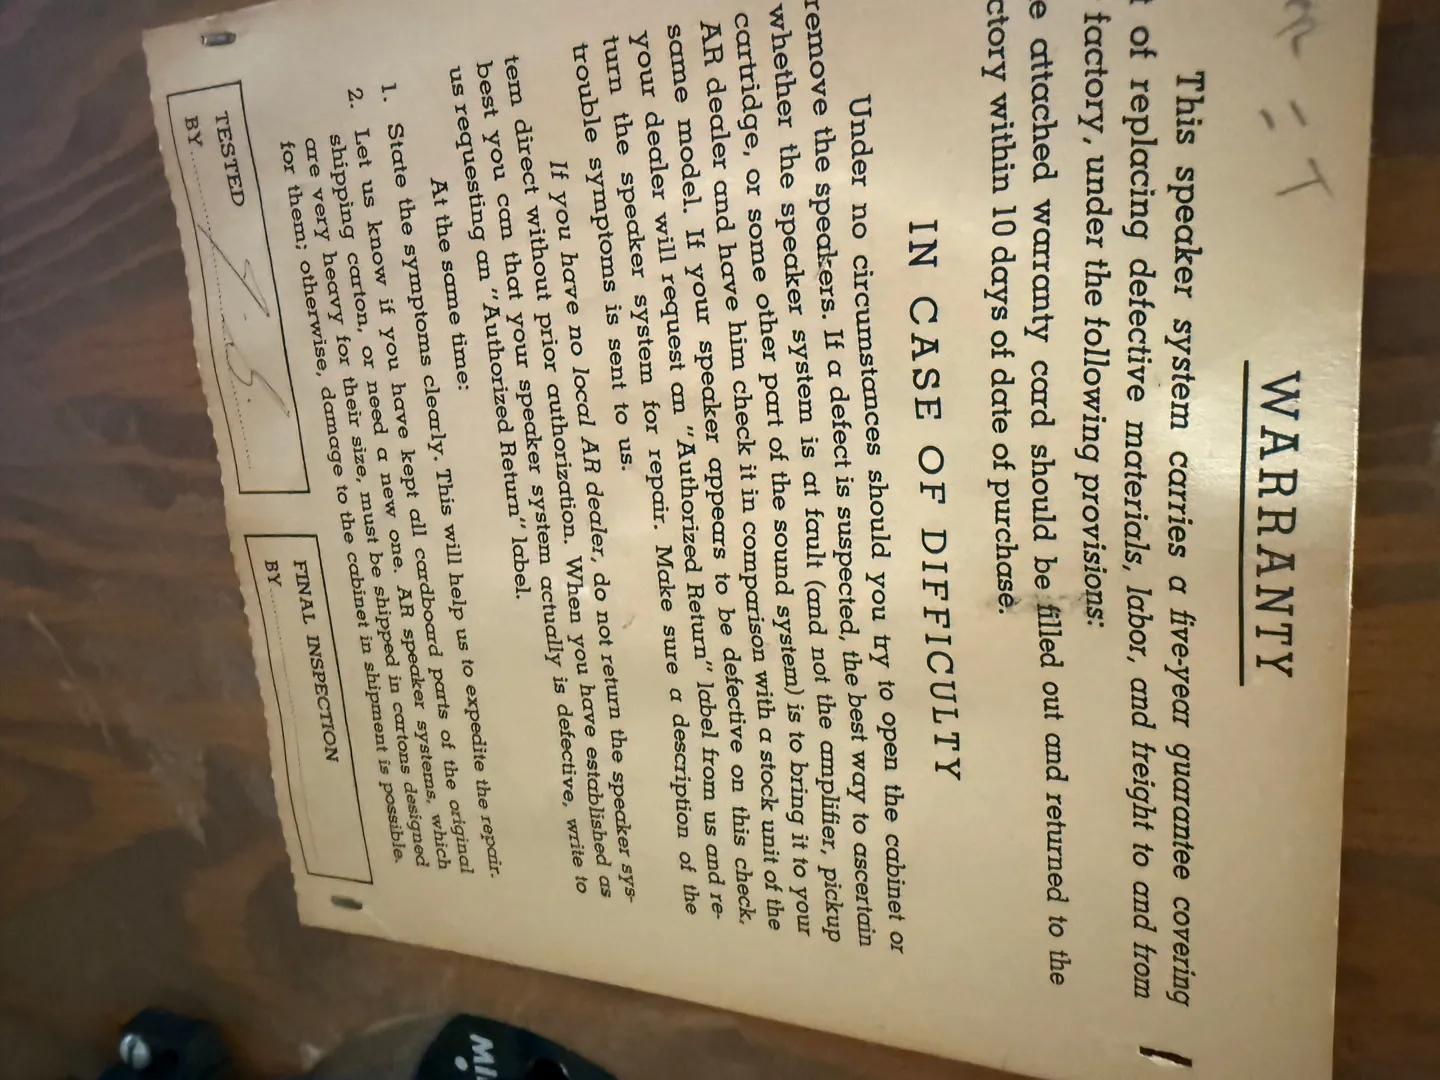 WARRANTY
This speaker system carries a five-year guarantee covering
t of replacing defective materials, labor, and freight to and from
factory, under the following provisions:
e attached warranty card should be filled out and returned to the
ctory within 10 days of date of purchase.
IN CASE OF DIFFICULTY
Under no circumstances should you try to open the cabinet or
remove the speakers. If a defect is suspected, the best way to ascertain
whether the speaker system is at fault (and not the amplifier, pickup
cartridge, or some other part of the sound system) is to bring it to your
AR dealer and have him check it in comparison with a stock unit of the
same model. If your speaker appears to be defective on this check,
your dealer will request an "Authorized Return" label from us and re-
turn the speaker system for repair. Make sure a description of the
trouble symptoms is sent to us.
If you have no local AR dealer, do not return the speaker sys-
tem direct without prior authorization. When you have established as
best you can that your speaker system actually is defective, write to
us requesting an "Authorized Return" label.
At the same time:
1. State the symptoms clearly. This will help us to expedite the repair.
2. Let us know if you have kept all cardboard parts of the original
shipping carton, or need a new one. AR speaker systems, which
are very heavy for their size, must be shipped in cartons designed
for them; otherwise, damage to the cabinet in shipment is possible.
TESTED
BY
FINAL INSPECTION
BY